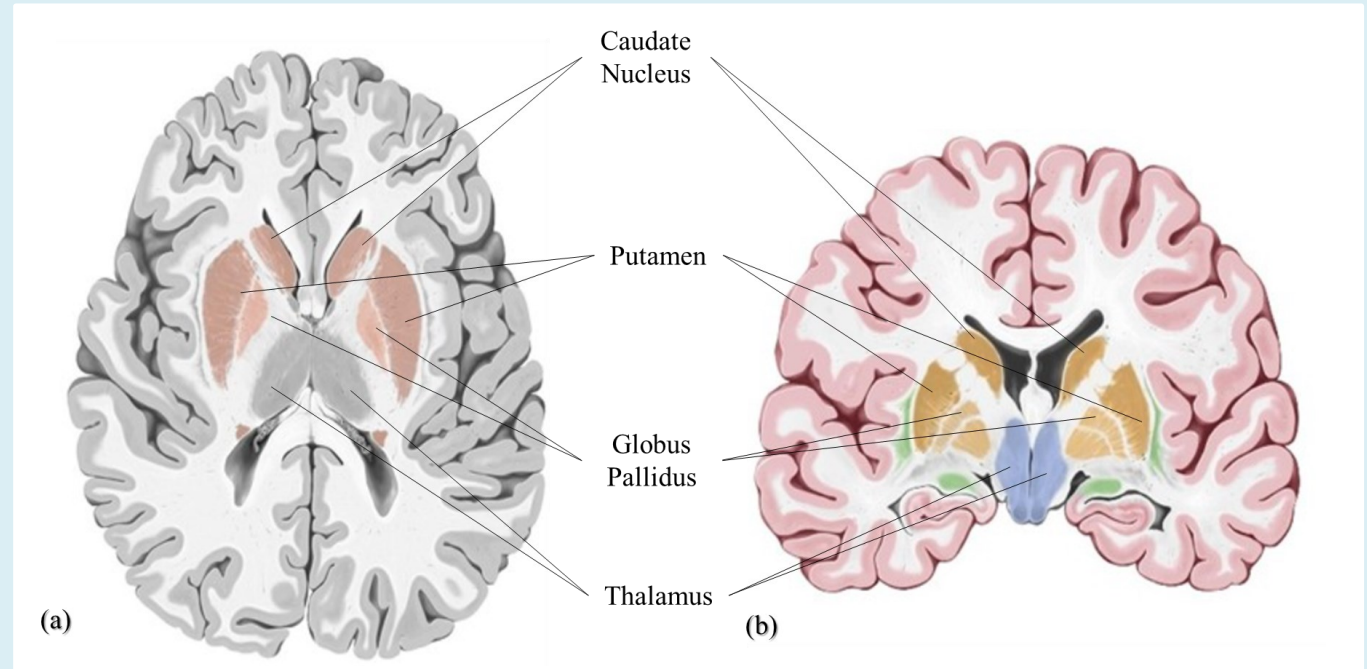 Caudate
Nucleus
Putamen
Globus
Pallidus
Thalamus
(a)
(b)